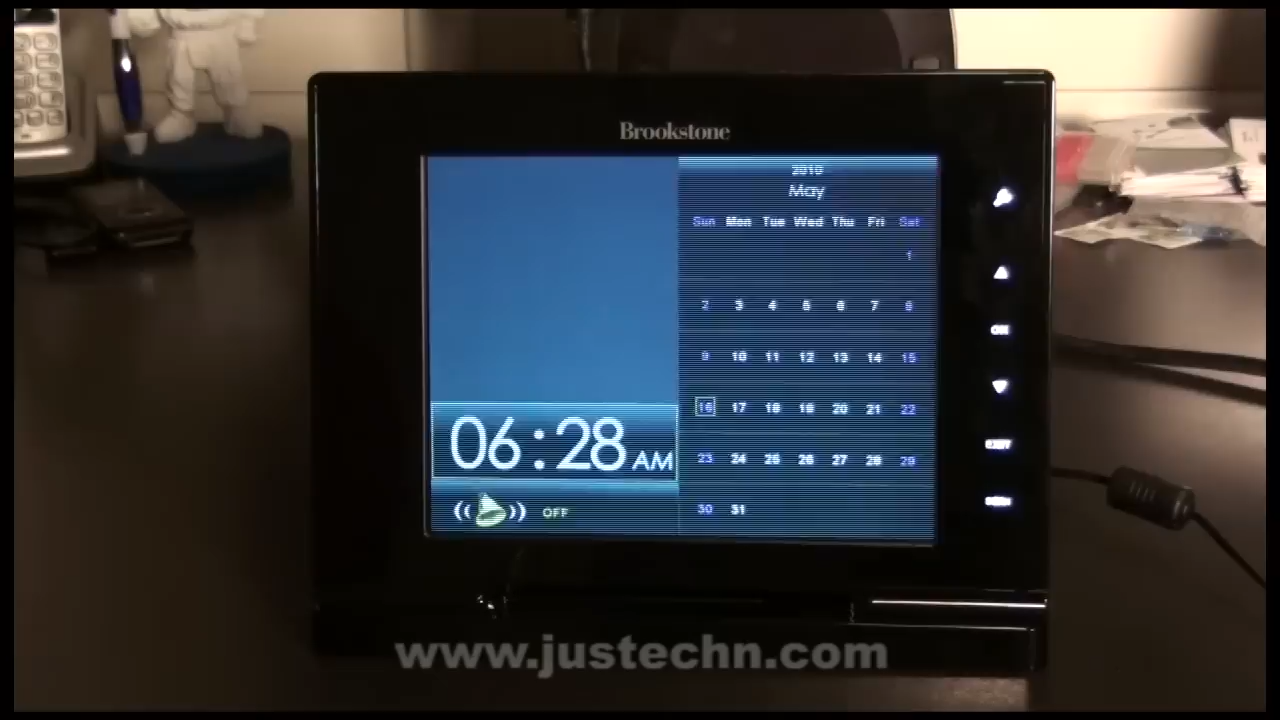 Brookstone
2010
May
Sun Mon Tue Wed Thu Fri Sat
1
2 3 4 5 6 7 8
9 10 11 12 13 14 15
16 17 18 19 20 21 22
23 24 25 26 27 28 29
30 31
06:28 AM
OFF
OK
EXIT
MENU
www.justechn.com